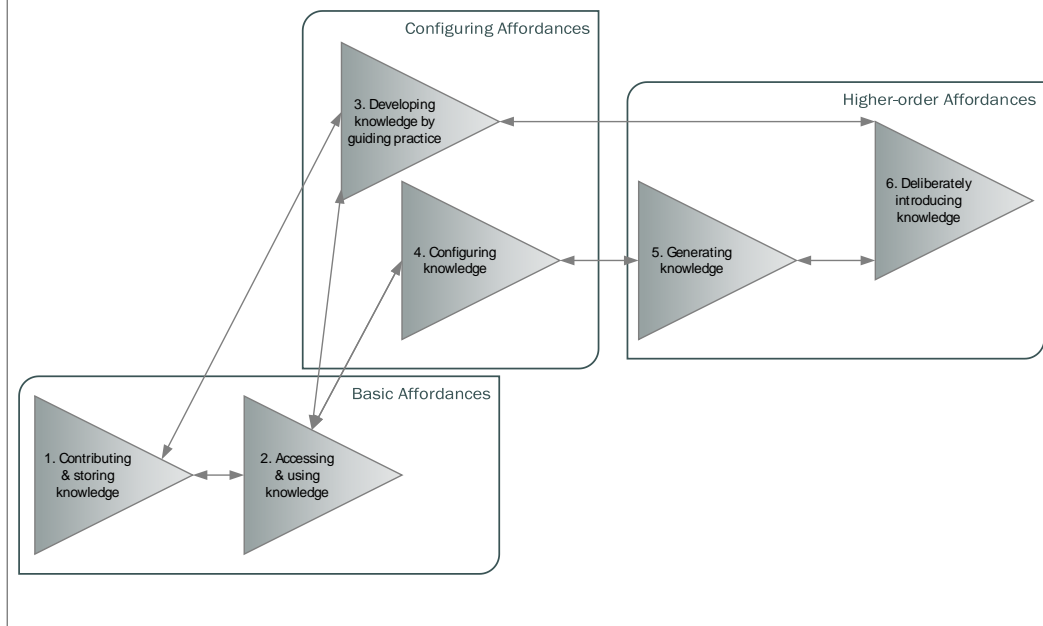 Configuring Affordances
3. Developing
knowledge by
guiding practice
4. Configuring
knowledge
Higher-order Affordances
6. Deliberately
introducing
knowledge
5. Generating
knowledge
Basic Affordances
1. Contributing
& storing
knowledge
2. Accessing
& using
knowledge